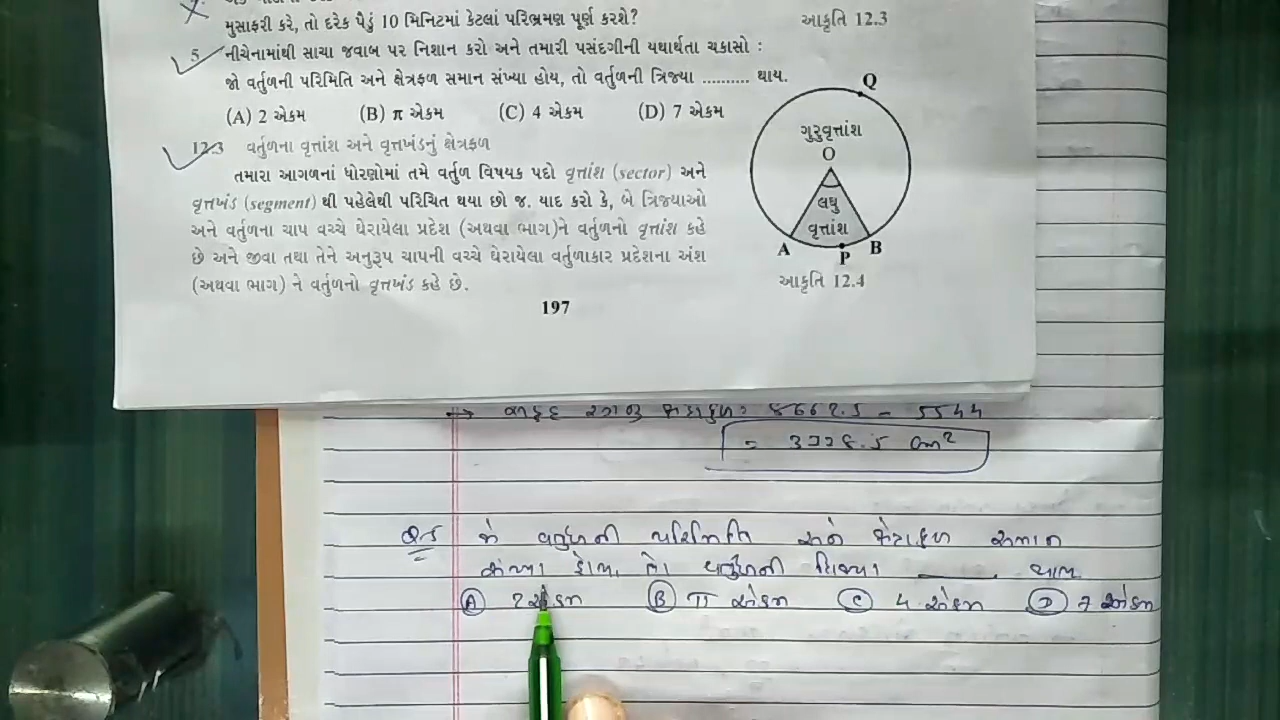 મુસાફરી કરે, તો દરેક પૈડું 10 મિનિટમાં કેટલાં પરિભ્રમણ પૂર્ણ કરશે?
આકૃતિ 12.3
5 નીચેનામાંથી સાચા જવાબ પર નિશાન કરો અને તમારી પસંદગીની યથાર્થતા ચકાસો :
જો વર્તુળની પરિમિતિ અને ક્ષેત્રફળ સમાન સંખ્યા હોય, તો વર્તુળની ત્રિજ્યા .......... થાય.
(A) 2 એકમ (B) π એકમ (C) 4 એકમ (D) 7 એકમ
12.3 વર્તુળના વૃત્તાંશ અને વૃત્તખંડનું ક્ષેત્રફળ
તમારા આગળનાં ધોરણોમાં તમે વર્તુળ વિષયક પદો વૃત્તાંશ (sector) અને
વૃત્તખંડ (segment) થી પહેલેથી પરિચિત થયા છો જ. યાદ કરો કે, બે ત્રિજ્યાઓ
અને વર્તુળના ચાપ વચ્ચે ઘેરાયેલા પ્રદેશ (અથવા ભાગ)ને વર્તુળનો વૃત્તાંશ કહે
છે અને જીવા તથા તેને અનુરૂપ ચાપની વચ્ચે ઘેરાયેલા વર્તુળાકાર પ્રદેશના અંશ
(અથવા ભાગ) ને વર્તુળનો વૃત્તખંડ કહે છે.
Q
ગુરુવૃત્તાંશ
O
લઘુ
વૃત્તાંશ
A P B
આકૃતિ 12.4
197
- 5544
cm²
Q-5 જો વર્તુળની પરિમિતિ અને ક્ષેત્રફળ સમાન
સંખ્યા હોય, તો વર્તુળની ત્રિજ્યા ______ થાય
A 2 એકમ B π એકમ C 4 એકમ D 7 એકમ